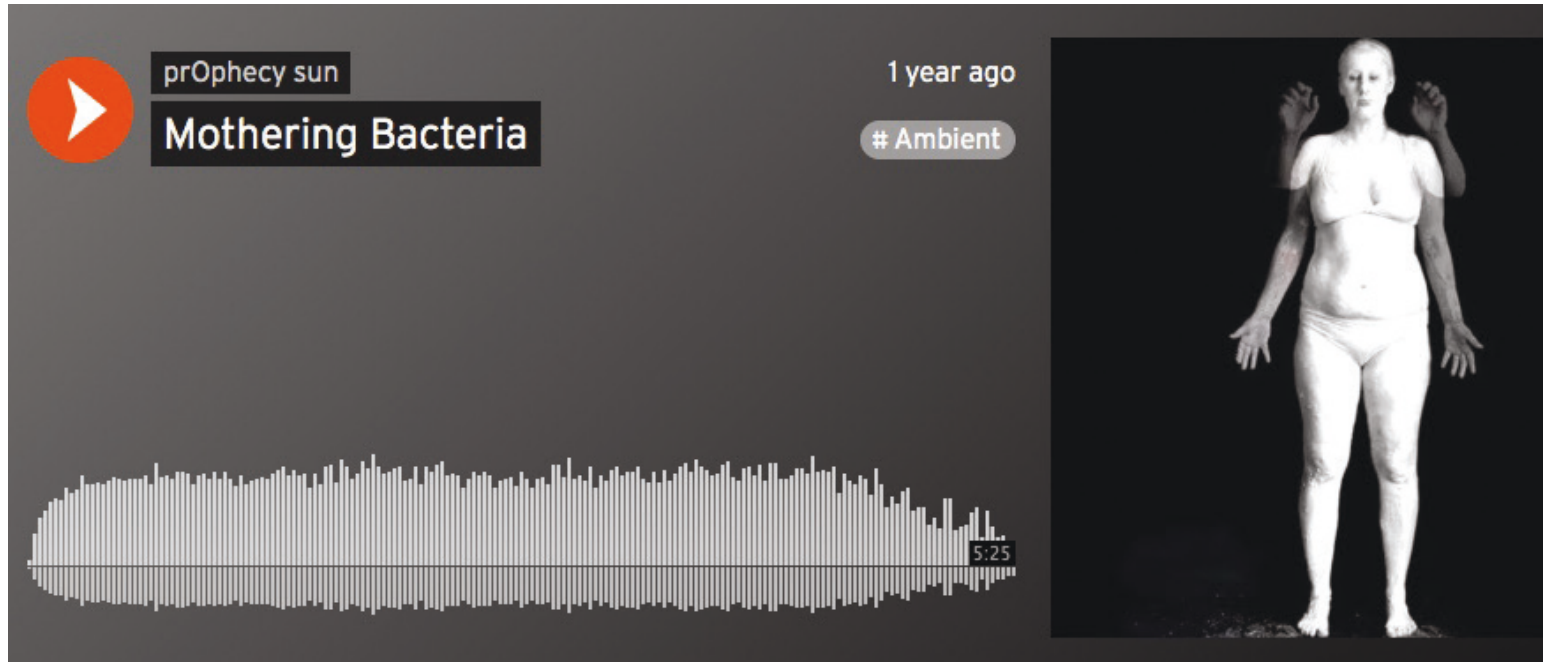 prOphecy sun
1 year ago
Mothering Bacteria
# Ambient
5:25